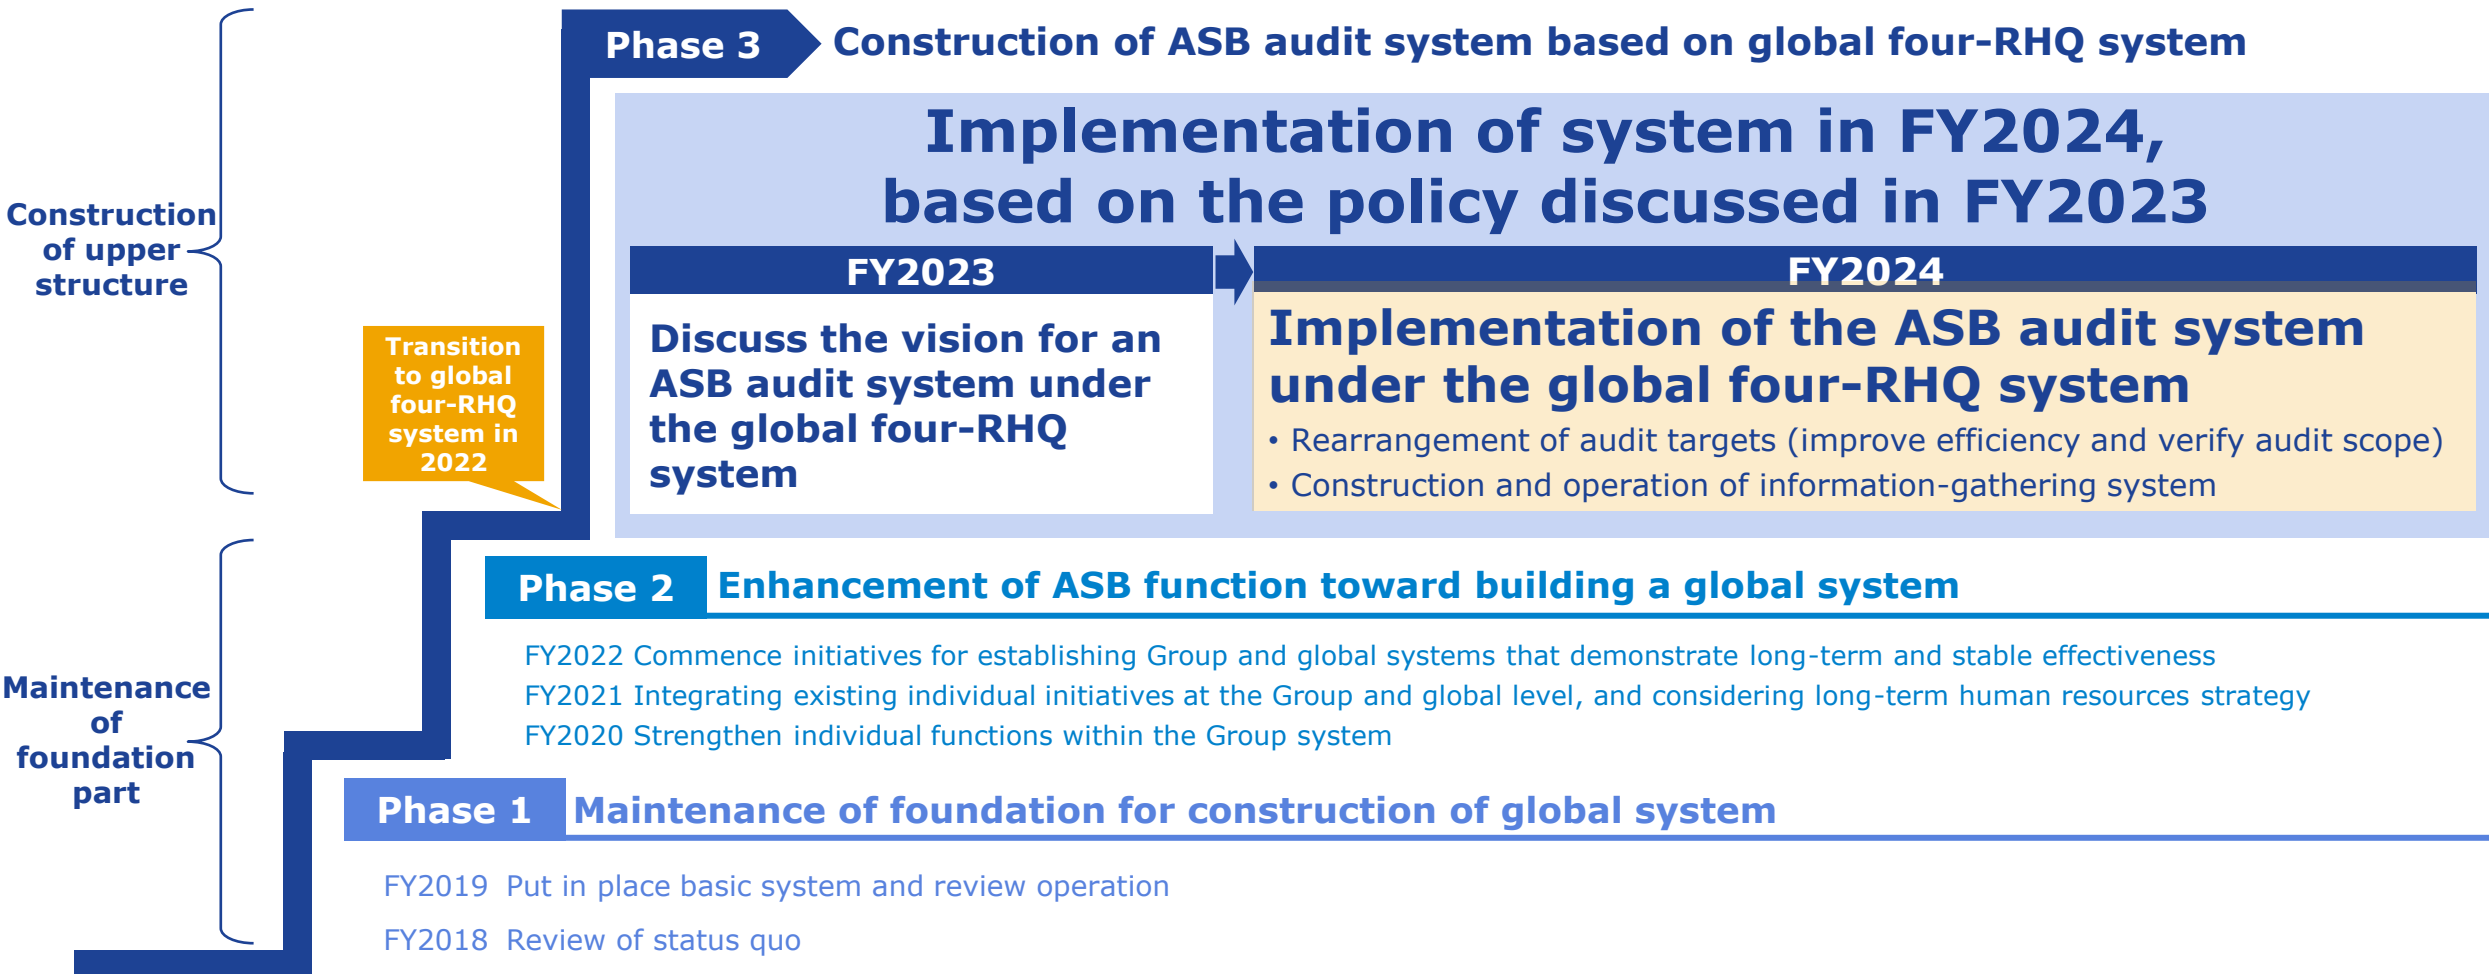 Phase 3
Construction of ASB audit system based on global four-RHQ system
Implementation of system in FY2024,
based on the policy discussed in FY2023
Construction
of upper
structure
FY2023
Discuss the vision for an
ASB audit system under
the global four-RHQ
system
FY2024
Implementation of the ASB audit system
under the global four-RHQ system
• Rearrangement of audit targets (improve efficiency and verify audit scope)
• Construction and operation of information-gathering system
Transition
to global
four-RHQ
system in
2022
Phase 2
Enhancement of ASB function toward building a global system
FY2022 Commence initiatives for establishing Group and global systems that demonstrate long-term and stable effectiveness
FY2021 Integrating existing individual initiatives at the Group and global level, and considering long-term human resources strategy
FY2020 Strengthen individual functions within the Group system
Maintenance
of
foundation
part
Phase 1
Maintenance of foundation for construction of global system
FY2019 Put in place basic system and review operation
FY2018 Review of status quo